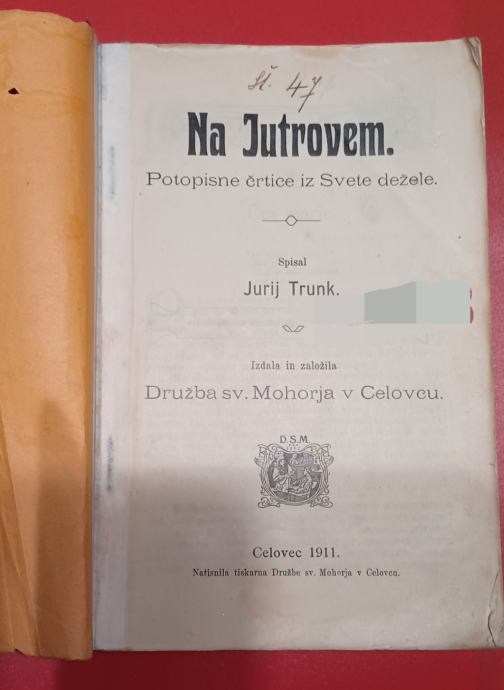 št. 47
Na Jutrovem.
Potopisne črtice iz Svete dežele.
Spisal
Jurij Trunk.
Izdala in založila
Družba sv. Mohorja v Celovcu.
D.S.M.
Celovec 1911.
Natisnila tiskarna Družbe sv. Mohorja v Celovcu.